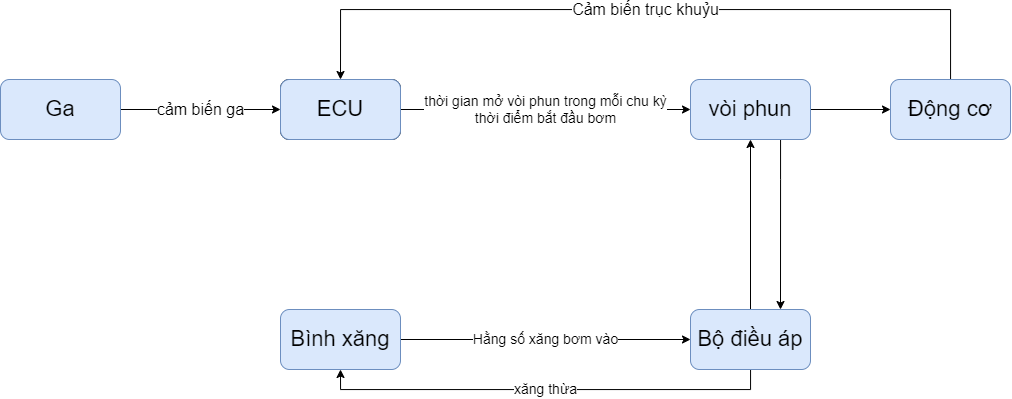 Cảm biến trục khuỷu
Ga
cảm biến ga
ECU
thời gian mở vòi phun trong mỗi chu kỳ
thời điểm bắt đầu bơm
vòi phun
Động cơ
Bình xăng
Hằng số xăng bơm vào
Bộ điều áp
xăng thừa